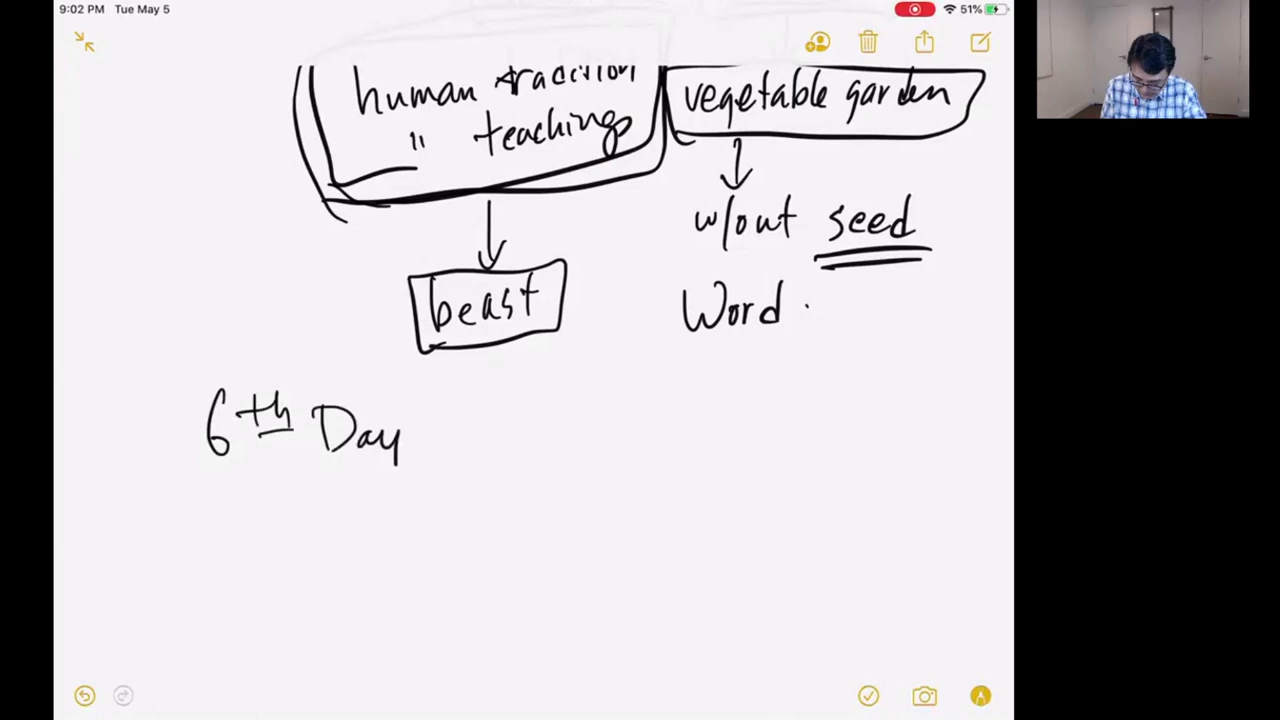 9:02 PM Tue May 5
51%
human tradition
" teachings
vegetable garden
w/out seed
beast
Word
6th Day